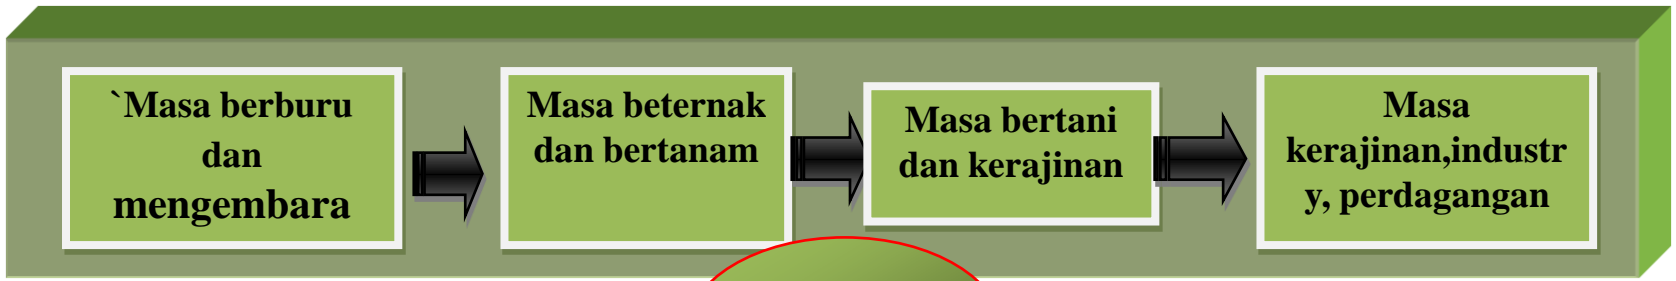 `Masa berburu
dan
mengembara
Masa beternak
dan bertanam
Masa bertani
dan kerajinan
Masa
kerajinan,industr
y, perdagangan